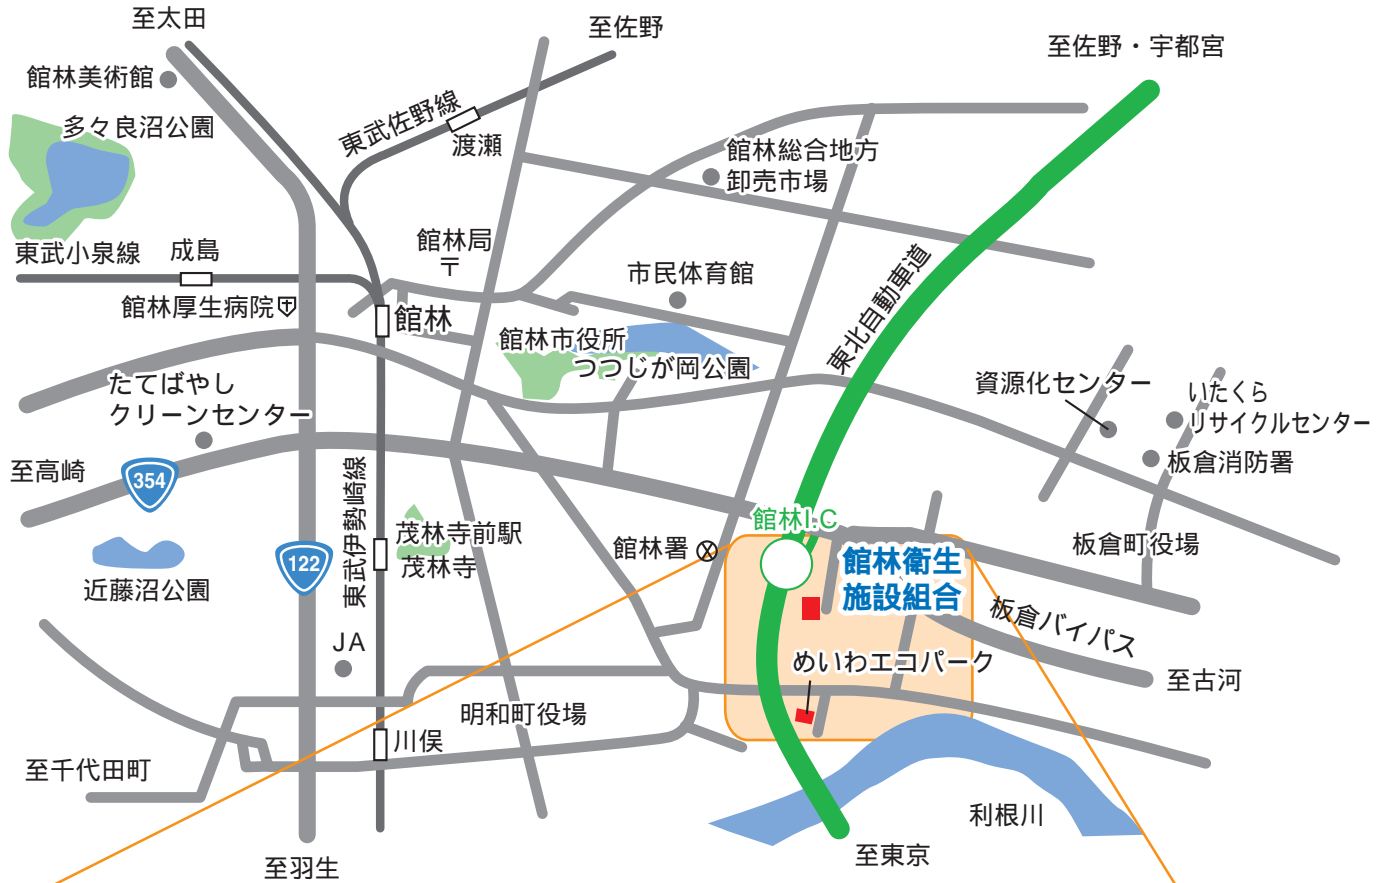 至太田
至佐野
至佐野・宇都宮
館林美術館
多々良沼公園
東武佐野線
渡瀬
館林総合地方
卸売市場
東武小泉線
成島
館林局
〒
市民体育館
東北自動車道
館林厚生病院
館林
館林市役所
つつじが岡公園
たてばやし
クリーンセンター
資源化センター
いたくら
リサイクルセンター
板倉消防署
至高崎
354
東武伊勢崎線
茂林寺前駅
茂林寺
館林I.C
館林署
館林衛生
施設組合
板倉町役場
122
近藤沼公園
板倉バイパス
JA
めいわエコパーク
至古河
明和町役場
川俣
至千代田町
利根川
至東京
至羽生